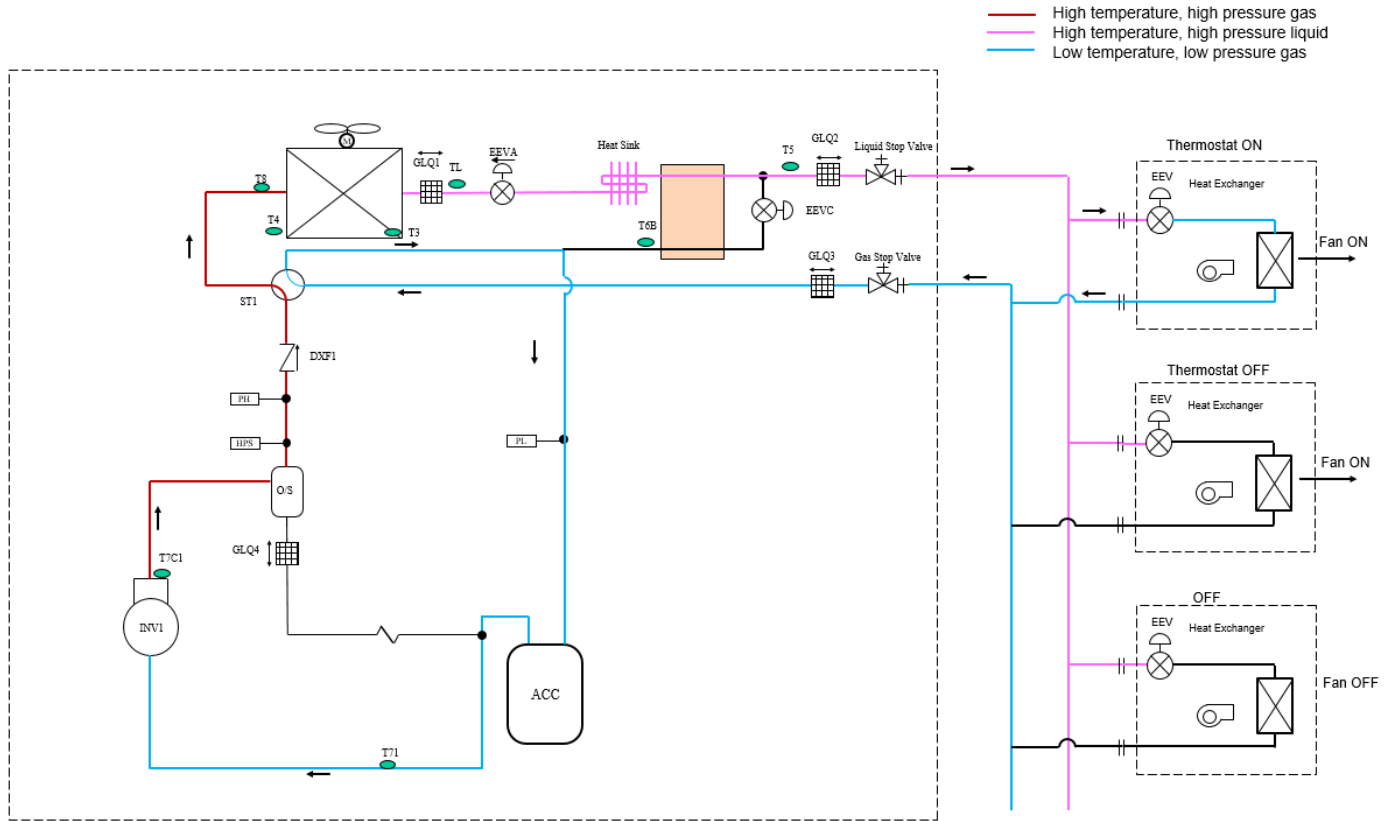 High temperature, high pressure gas
High temperature, high pressure liquid
Low temperature, low pressure gas
M
T8
GLQ1
TL
EEVA
Heat Sink
T5
GLQ2
Liquid Stop Valve
T4
T3
T6B
EEVC
ST1
GLQ3
Gas Stop Valve
DXF1
PH
HPS
PL
O/S
GLQ4
T7C1
INV1
ACC
T71
Thermostat ON
EEV
Heat Exchanger
Fan ON
Thermostat OFF
EEV
Heat Exchanger
Fan ON
OFF
EEV
Heat Exchanger
Fan OFF